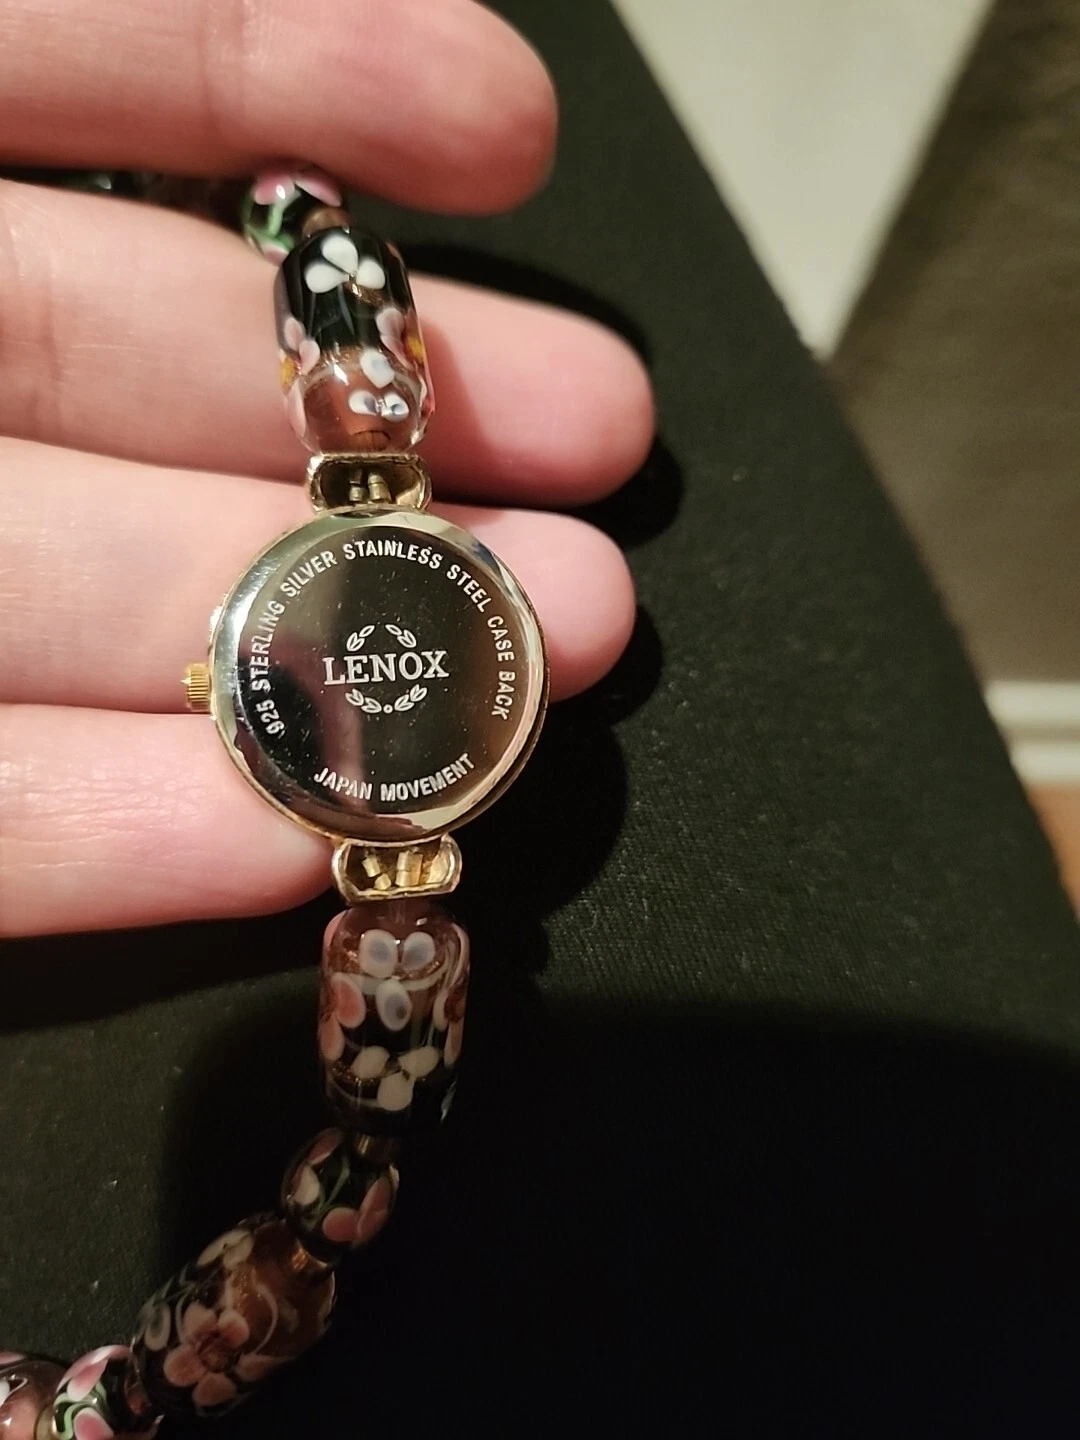 925 STERLING SILVER STAINLESS STEEL CASE BACK
LENOX
JAPAN MOVEMENT